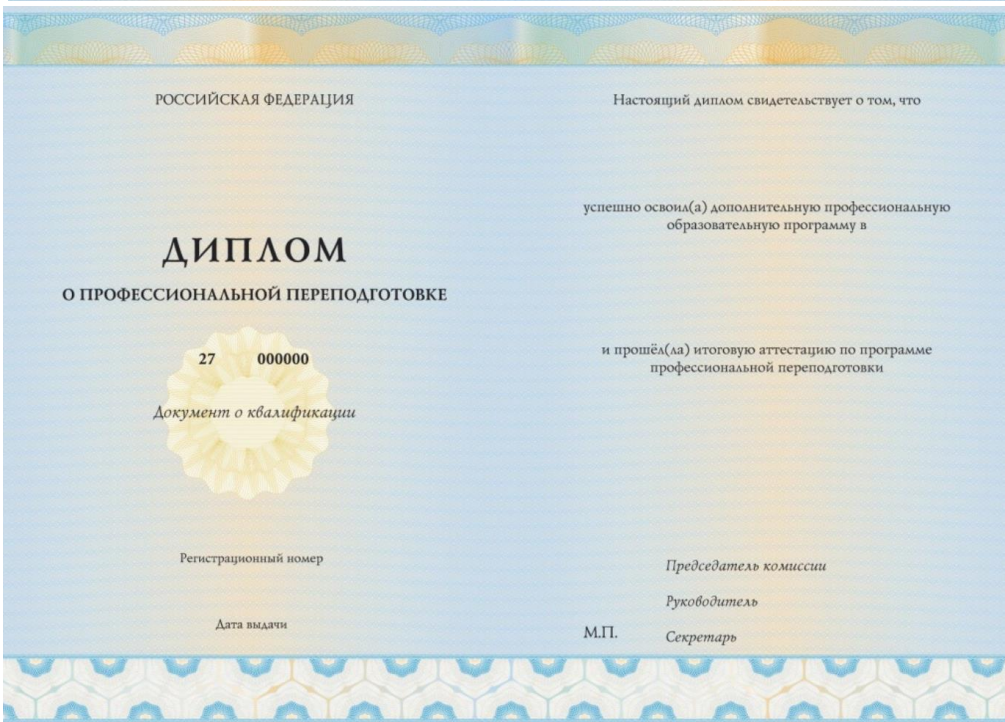 РОССИЙСКАЯ ФЕДЕРАЦИЯ
ДИПЛОМ
О ПРОФЕССИОНАЛЬНОЙ ПЕРЕПОДГОТОВКЕ
27 000000
Документ о квалификации
Регистрационный номер
Дата выдачи
Настоящий диплом свидетельствует о том, что
успешно освоил(а) дополнительную профессиональную
образовательную программу в
и прошёл(ла) итоговую аттестацию по программе
профессиональной переподготовки
Председатель комиссии
Руководитель
М.П. Секретарь